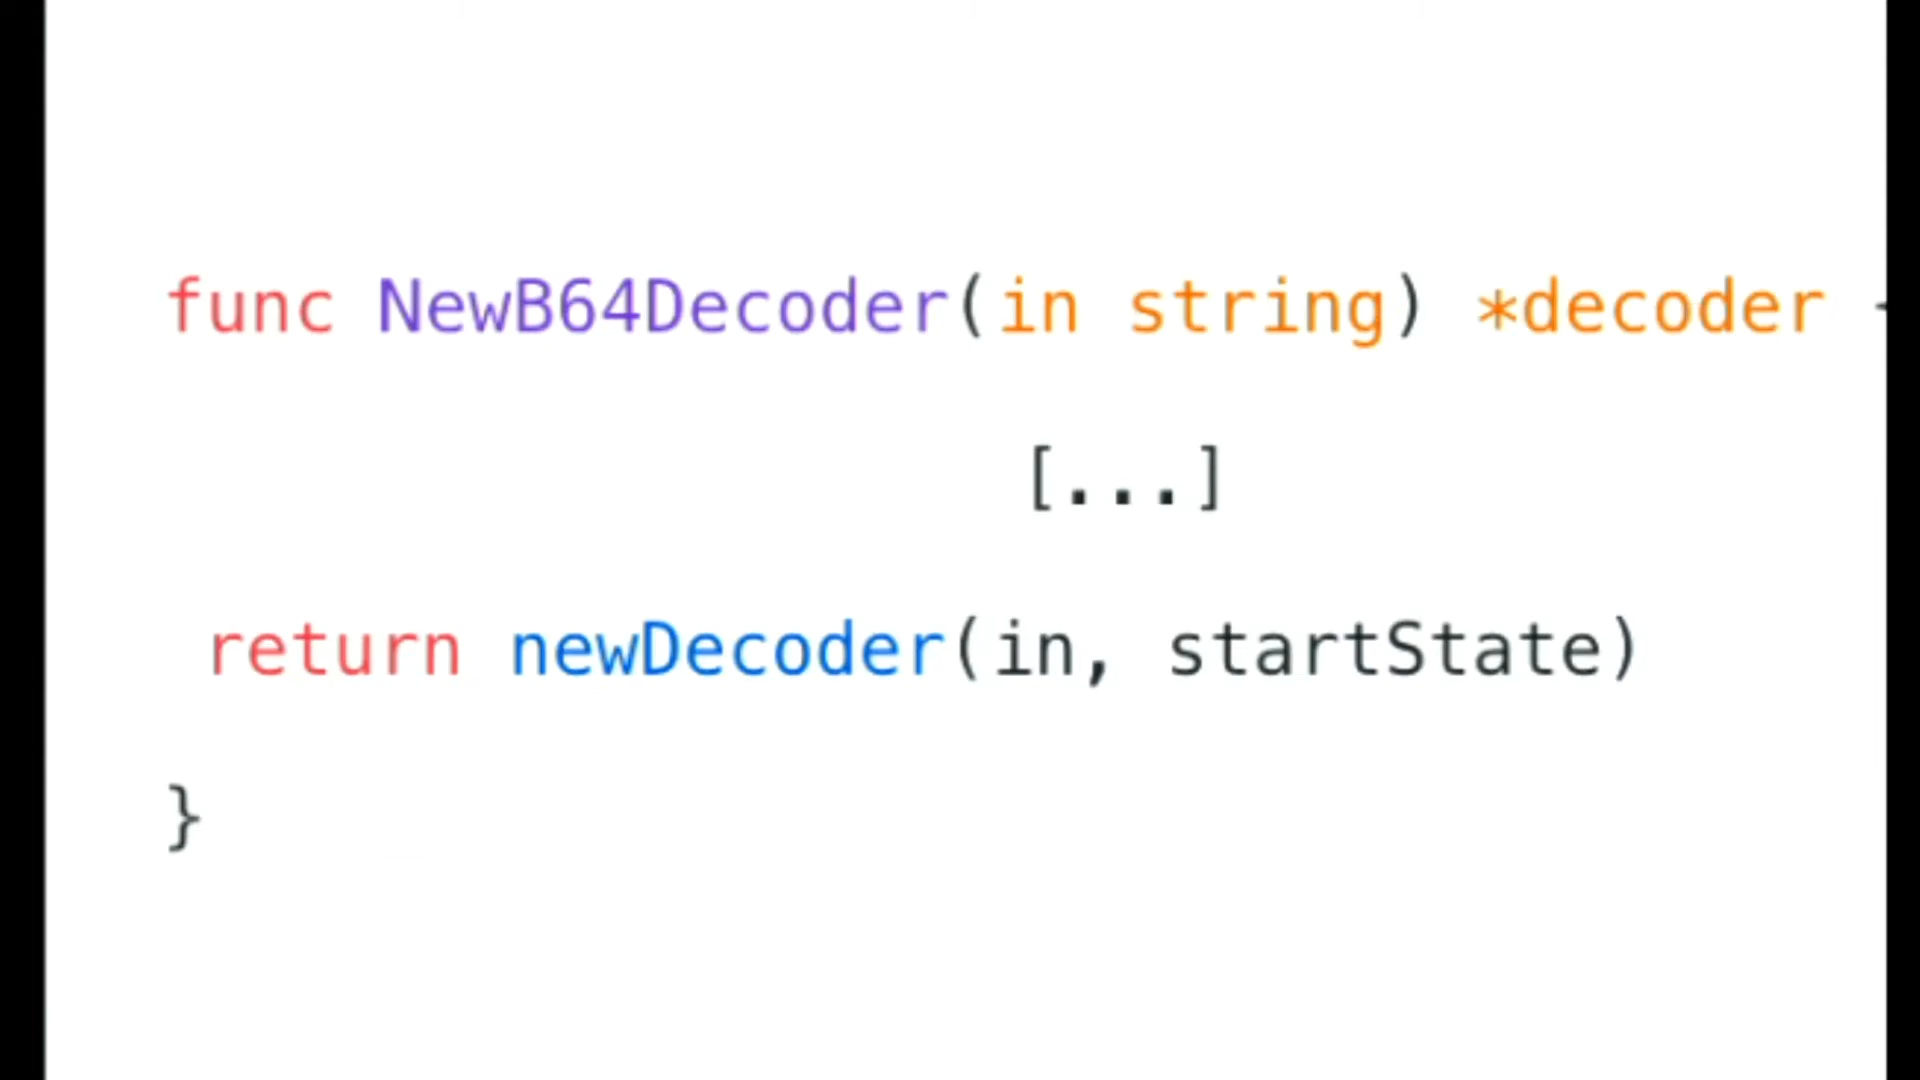 func NewB64Decoder(in string) *decoder
[...]
return newDecoder(in, startState)
}